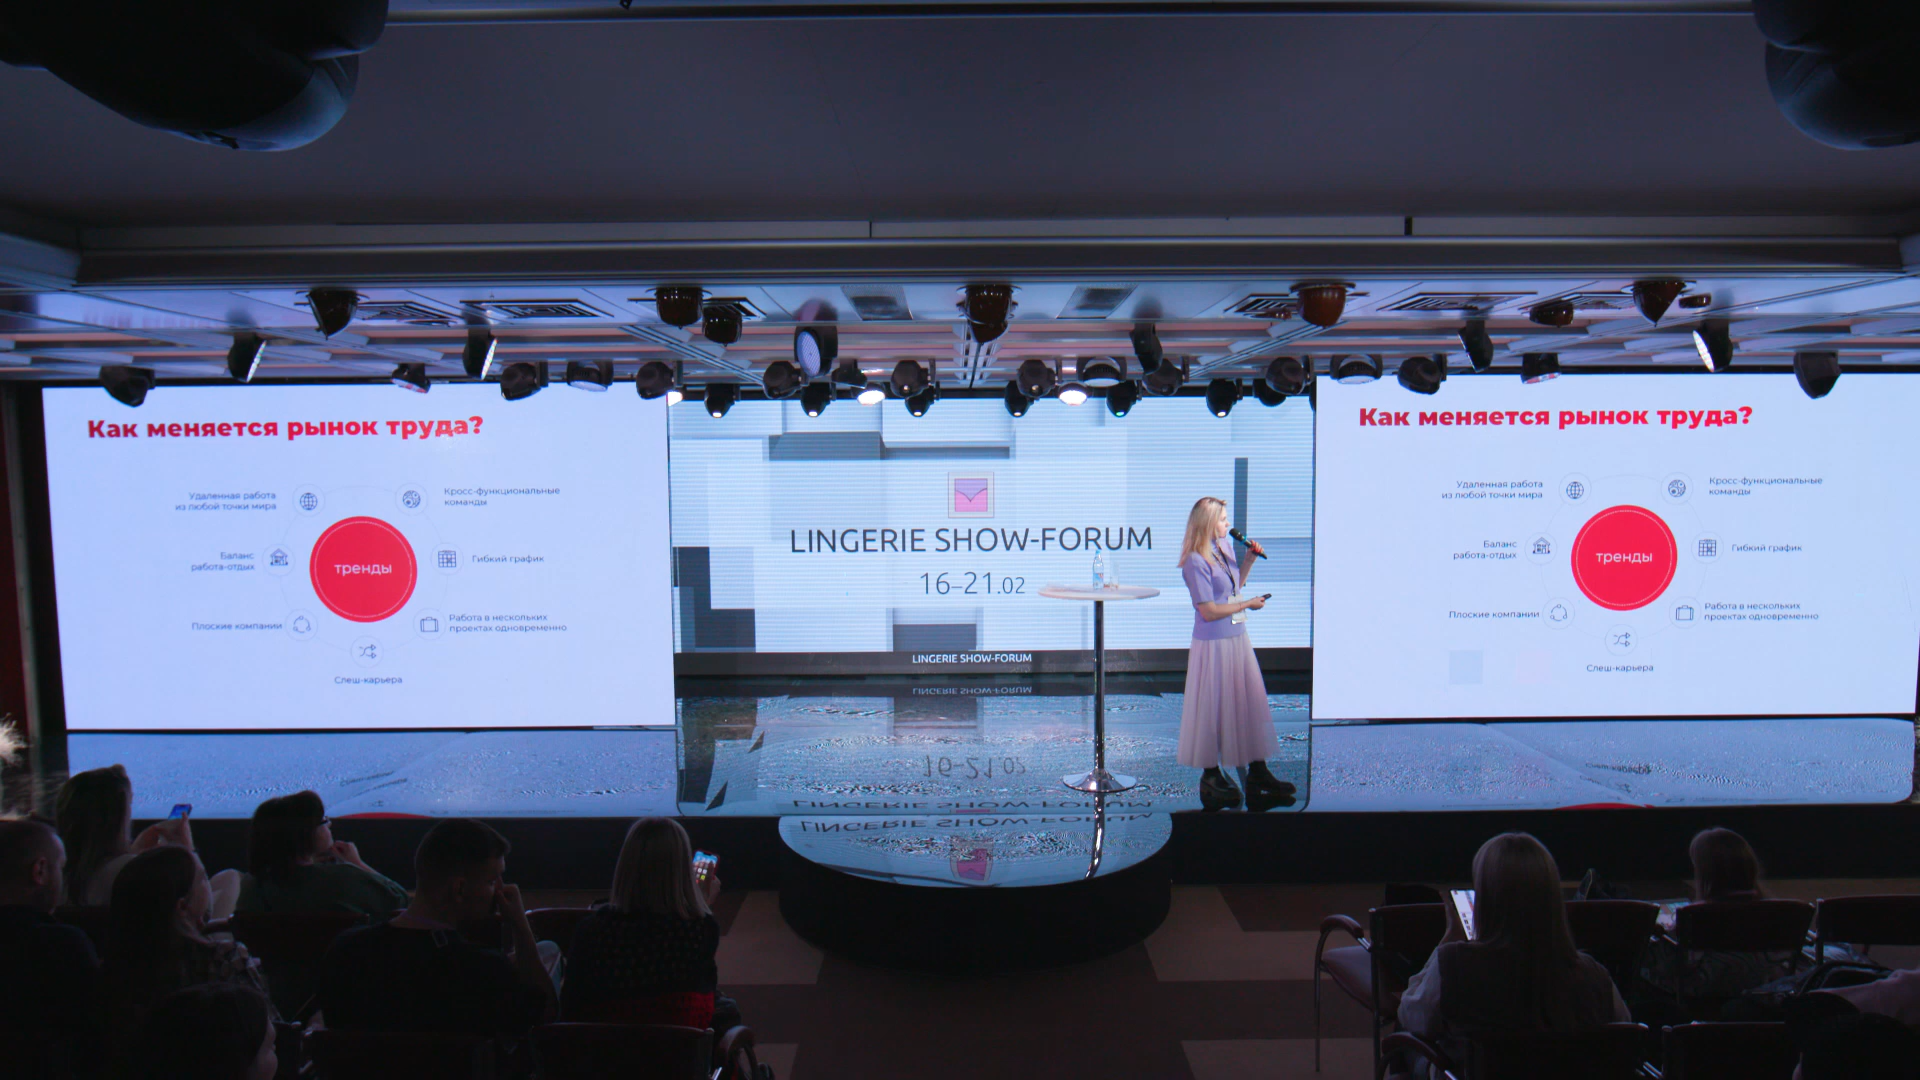 Как меняется рынок труда?
Удаленная работа
из любой точки мира
Кросс-функциональные
команды
Баланс
работа-отдых
тренды
Гибкий график
Плоские компании
Работа в нескольких
проектах одновременно
Слеш-карьера
LINGERIE SHOW-FORUM
16–21.02
LINGERIE SHOW-FORUM
Как меняется рынок труда?
Удаленная работа
из любой точки мира
Кросс-функциональные
команды
Баланс
работа-отдых
тренды
Гибкий график
Плоские компании
Работа в нескольких
проектах одновременно
Слеш-карьера